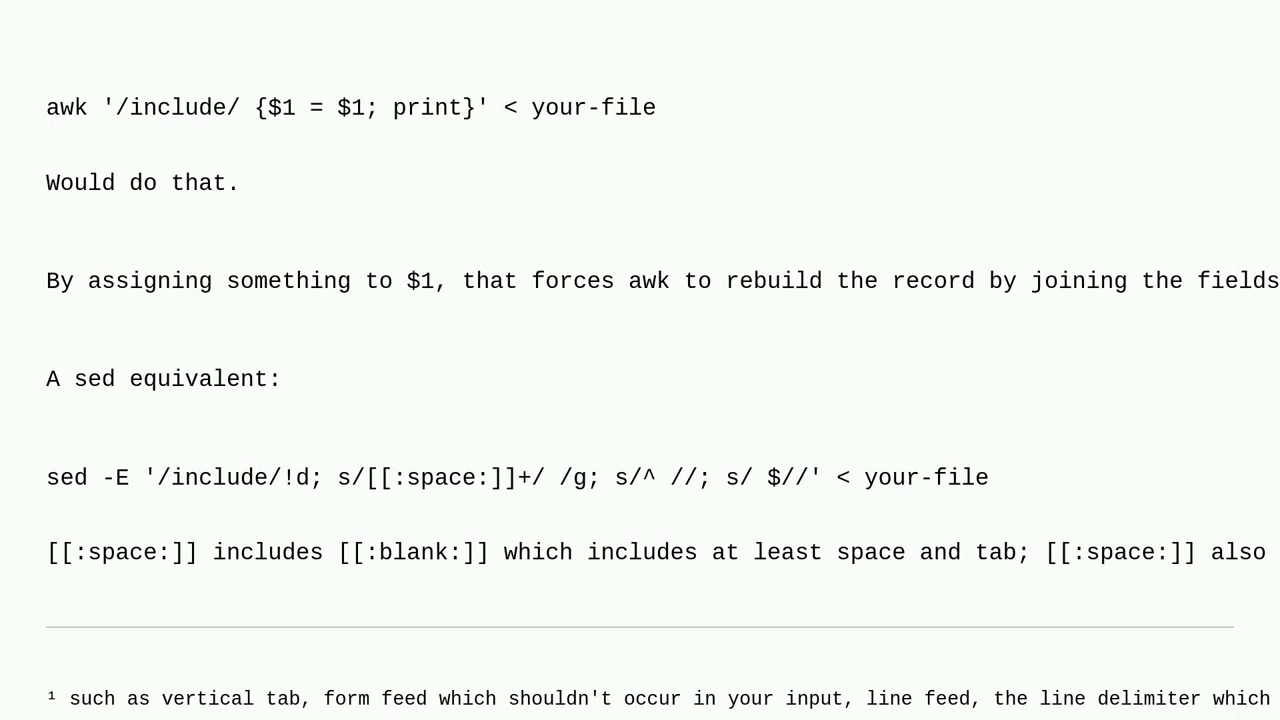 awk '/include/ {$1 = $1; print}' < your-file
Would do that.
By assigning something to $1, that forces awk to rebuild the record by joining the fields
A sed equivalent:
sed -E '/include/!d; s/[[:space:]]+/ /g; s/^ //; s/ $//' < your-file
[[:space:]] includes [[:blank:]] which includes at least space and tab; [[:space:]] also
¹ such as vertical tab, form feed which shouldn't occur in your input, line feed, the line delimiter which